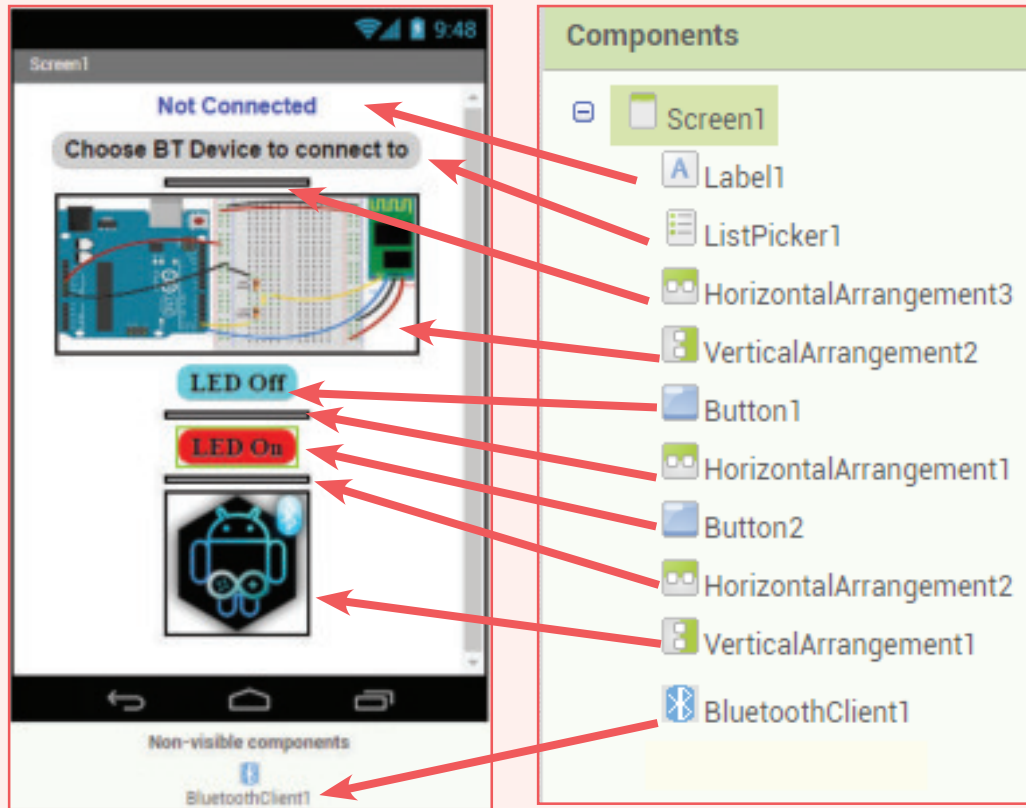 9:48
Screen1
Not Connected
Choose BT Device to connect to
LED Off
LED On
Non-visible components
BluetoothClient1
Components
Screen1
A Label1
ListPicker1
HorizontalArrangement3
VerticalArrangement2
Button1
HorizontalArrangement1
Button2
HorizontalArrangement2
VerticalArrangement1
BluetoothClient1